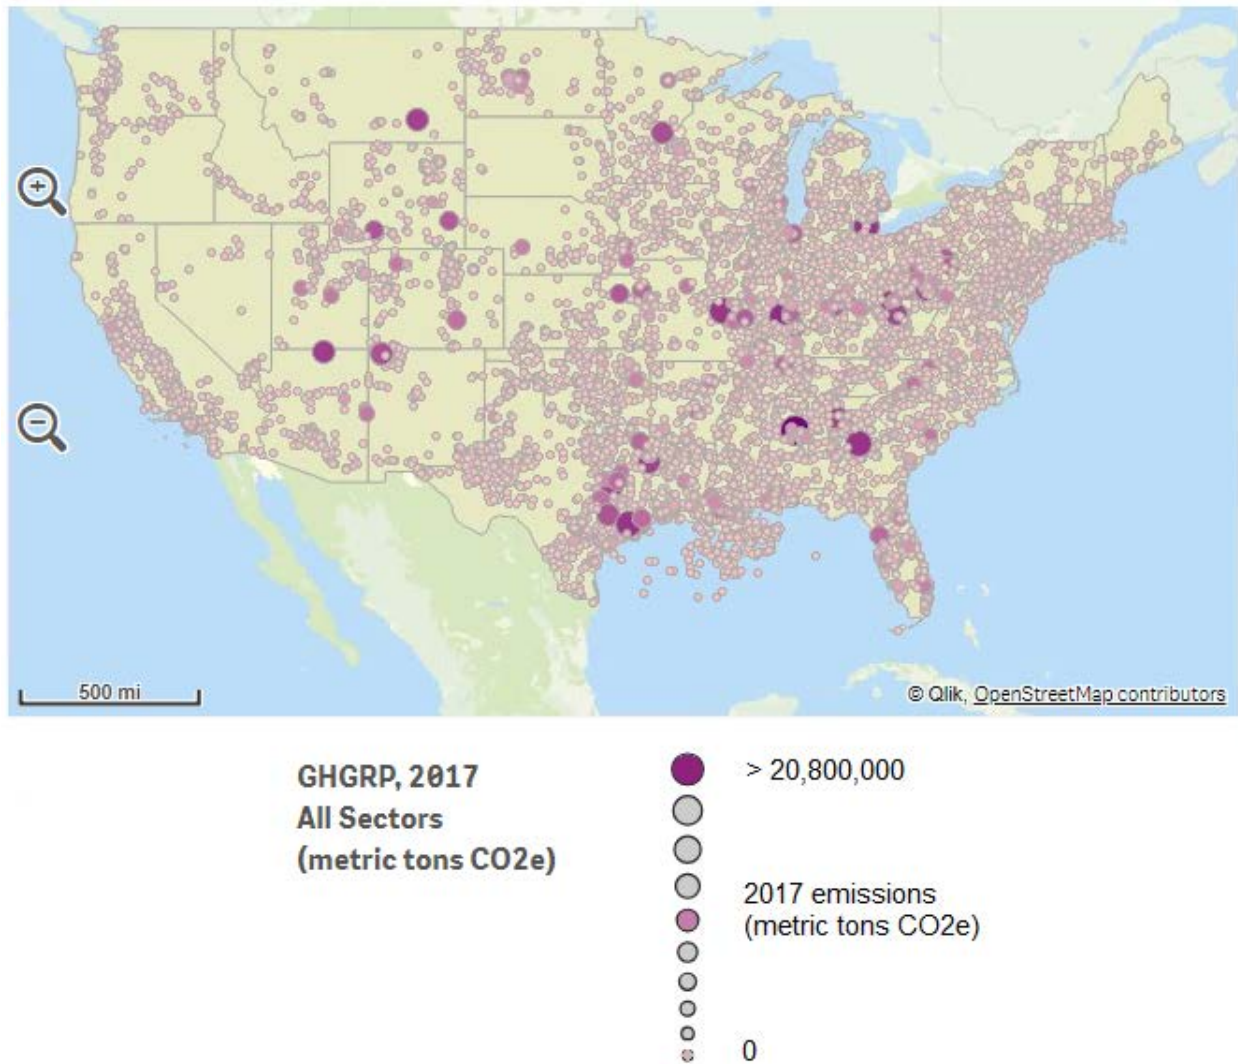 500 mi
© Qlik, OpenStreetMap contributors
GHGRP, 2017
All Sectors
(metric tons CO2e)
> 20,800,000
2017 emissions
(metric tons CO2e)
0